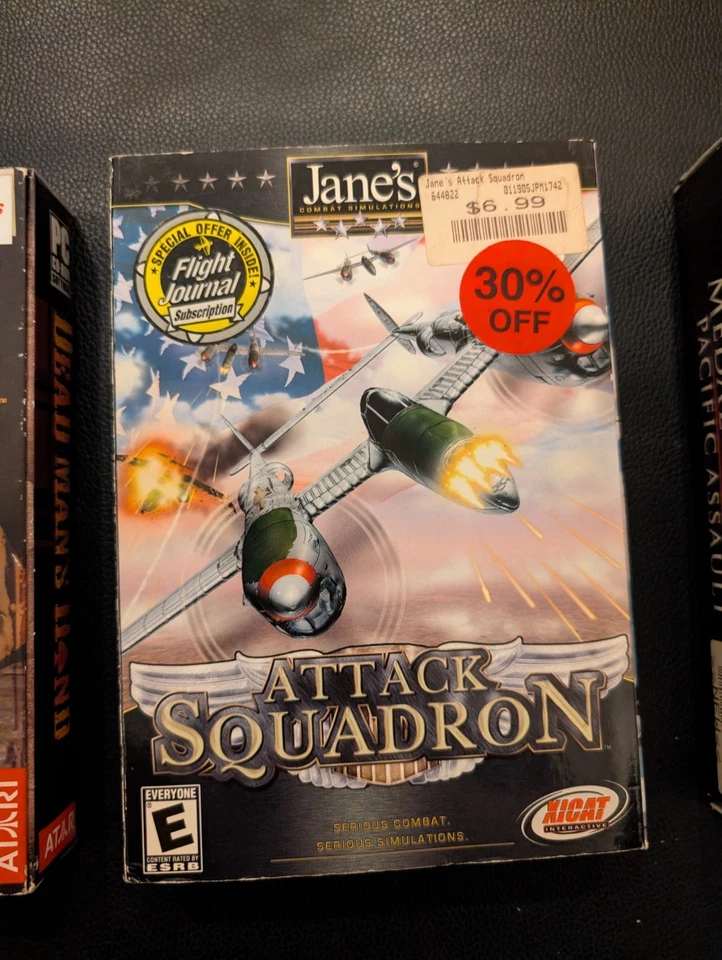 Jane's
COMBAT SIMULATIONS
Jane's Attack Squadron
644822 011905JPM1742
$6.99
30%
OFF
SPECIAL OFFER INSIDE!
Flight
Journal
Subscription
ATTACK
SQUADRON
TM
SERIOUS COMBAT.
SERIOUS SIMULATIONS.
EVERYONE
E
CONTENT RATED BY
ESRB
XICAT
INTERACTIVE
PC
DEAD MAN'S HAND
ATARI
ATARI
PACIFIC ASSAULT